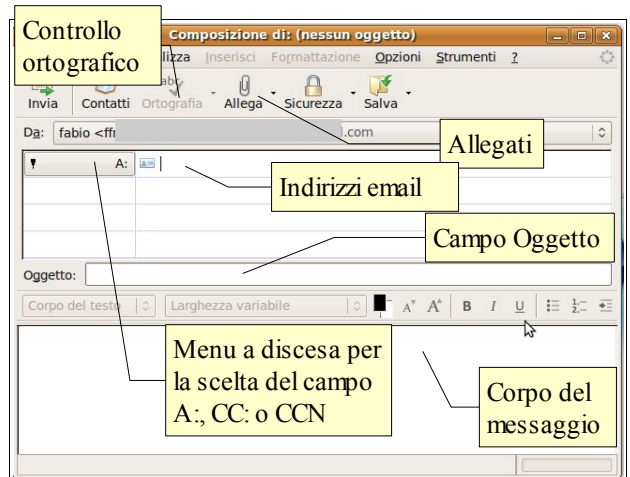 Controllo
ortografico
Composizione di: (nessun oggetto)
lizza Inserisci Formattazione Opzioni Strumenti ?
Invia Contatti Ortografia Allega Sicurezza Salva
Da: fabio <ffr .com
Allegati
A:
Indirizzi email
Campo Oggetto
Oggetto:
Corpo del testo Larghezza variabile A A B I U
Menu a discesa per
la scelta del campo
A:, CC: o CCN
Corpo del
messaggio